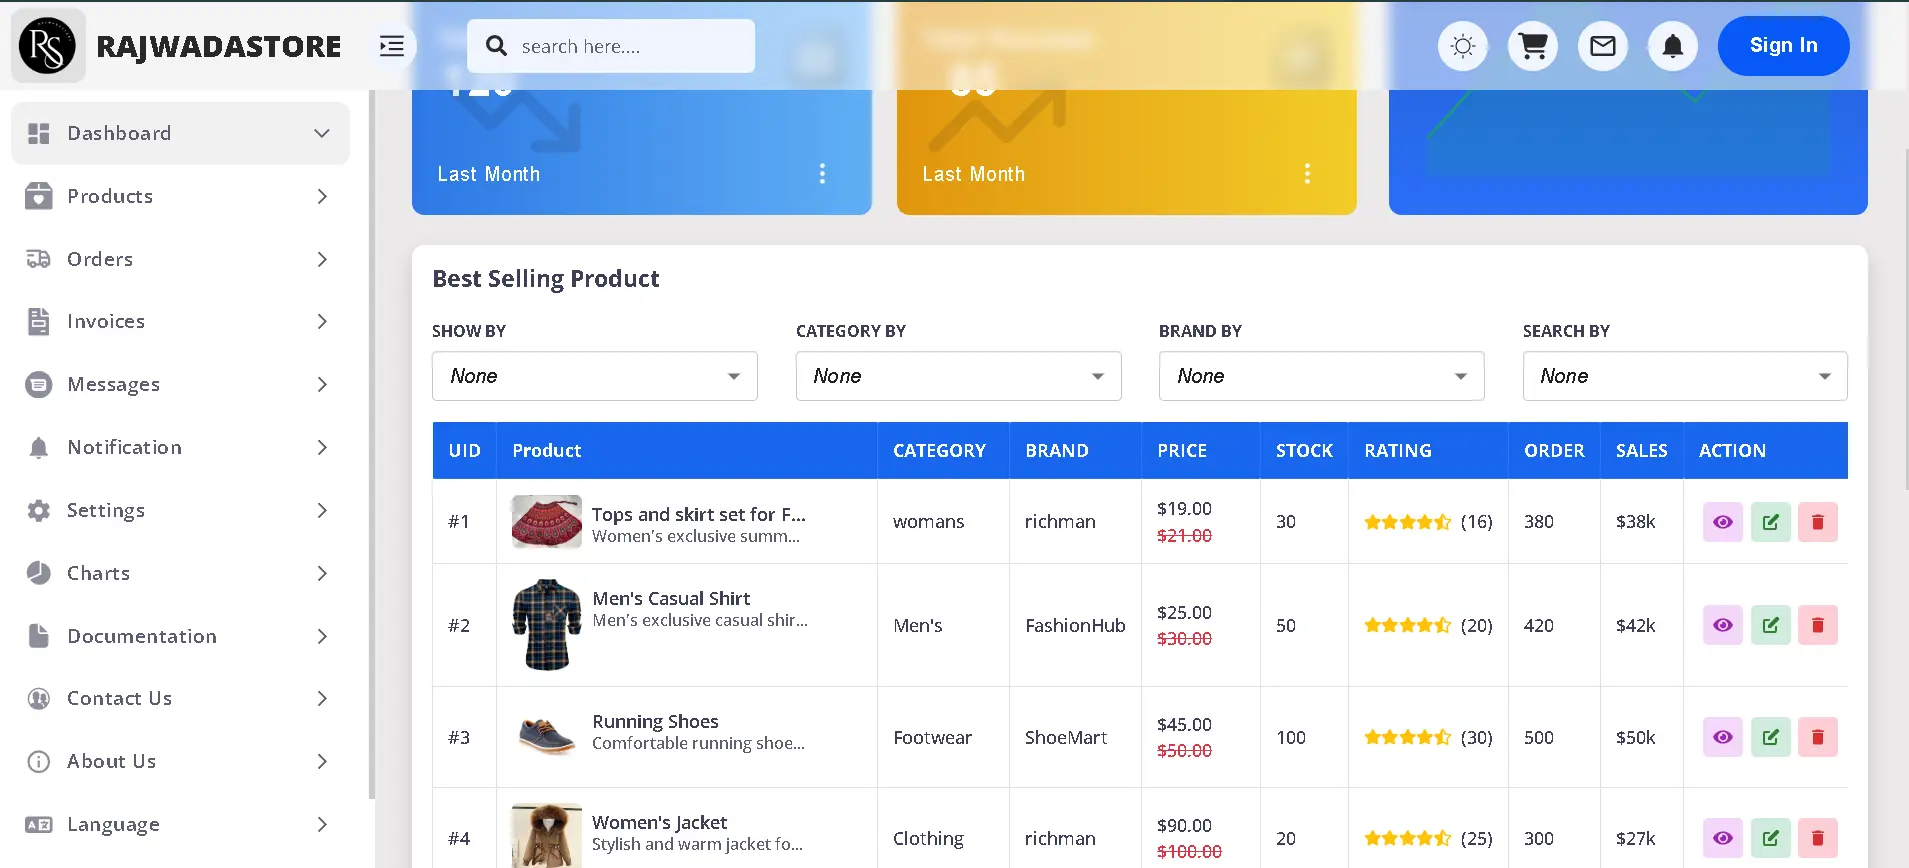 RS RAJWADASTORE
search here....
Sign In
Dashboard
Products
Orders
Invoices
Messages
Notification
Settings
Charts
Documentation
Contact Us
About Us
Language
Last Month
Last Month
Best Selling Product
SHOW BY CATEGORY BY BRAND BY SEARCH BY
None None None None
UID Product CATEGORY BRAND PRICE STOCK RATING ORDER SALES ACTION
#1 Tops and skirt set for F... womans richman $19.00 30 (16) 380 $38k
Women's exclusive summ... $21.00
#2 Men's Casual Shirt Men's FashionHub $25.00 50 (20) 420 $42k
Men's exclusive casual shir... $30.00
#3 Running Shoes Footwear ShoeMart $45.00 100 (30) 500 $50k
Comfortable running shoe... $50.00
#4 Women's Jacket Clothing richman $90.00 20 (25) 300 $27k
Stylish and warm jacket fo... $100.00